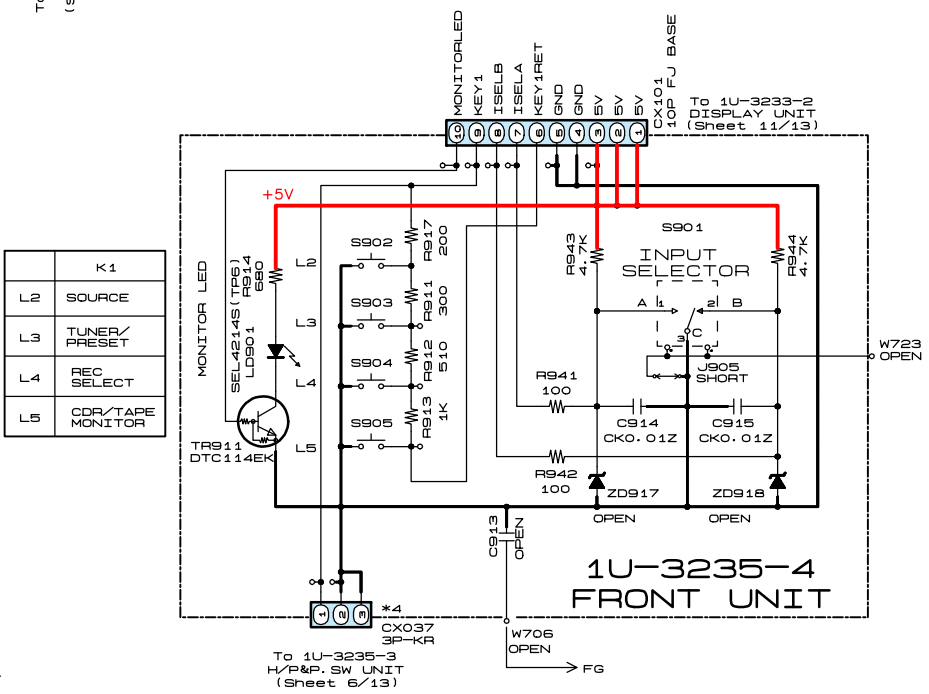 To
(S
MONITORLED
KEY1
ISELB
ISELA
KEY1RET
GND
GND
5V
5V
5V
CX101
10P FJ BASE
10 9 8 7 6 5 4 3 2 1
To 1U-3233-2
DISPLAY UNIT
(Sheet 11/13)
+5V
K1
L2 SOURCE
L3 TUNER/
PRESET
L4 REC
SELECT
L5 CDR/TAPE
MONITOR
MONITOR LED
SEL4214S(TP6)
LD901
R914
680
TR911
DTC114EK
L2
L3
L4
L5
S902
S903
S904
S905
R917
200
R911
300
R912
510
R913
1K
S901
INPUT
SELECTOR
R943
4.7K
R944
4.7K
A 1 2 B
3 C
J905
SHORT
W723
OPEN
R941
100
C914
CK0.01Z
C915
CK0.01Z
R942
100
ZD917
OPEN
ZD918
OPEN
C913
OPEN
1U-3235-4
FRONT UNIT
1 2 3
*4
CX037
3P-KR
To 1U-3235-3
H/P&P.SW UNIT
(Sheet 6/13)
W706
OPEN
FG